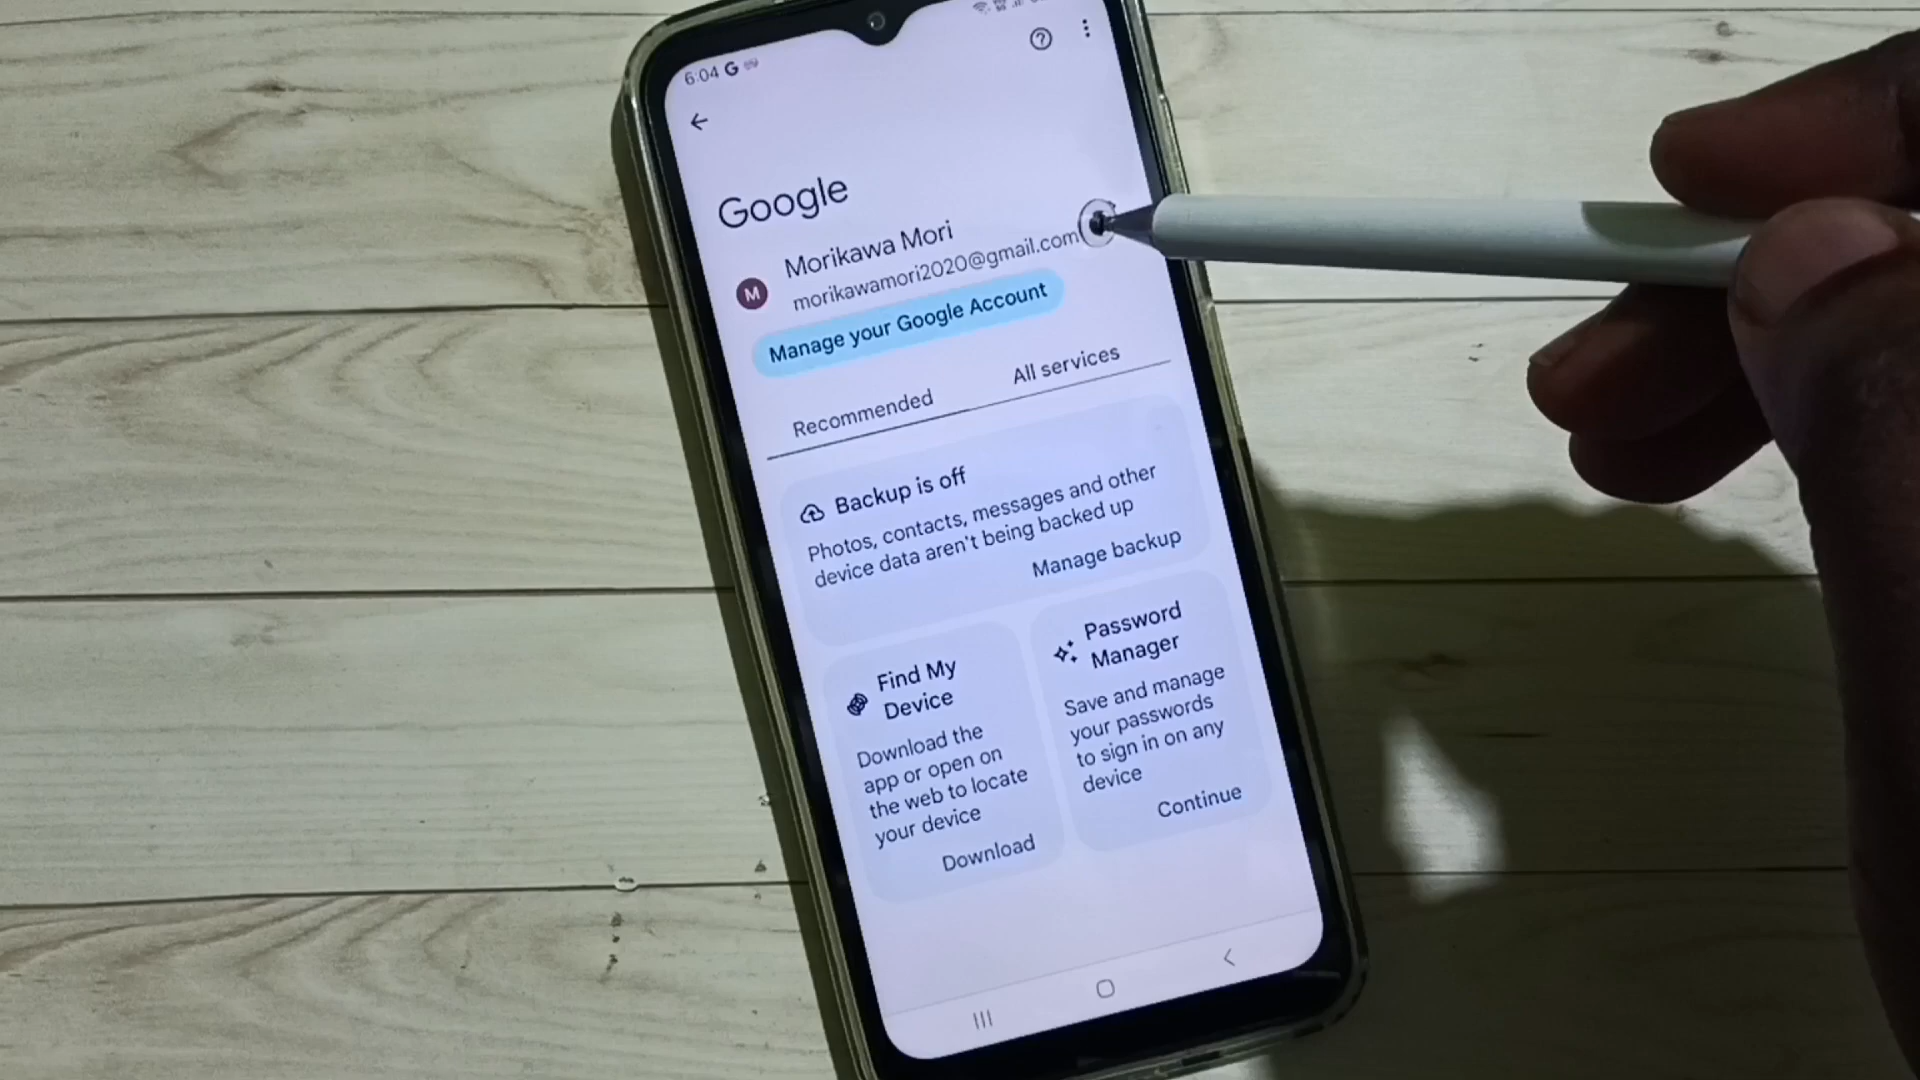 6:04 G
Google
Morikawa Mori
morikawamori2020@gmail.com
M
Manage your Google Account
Recommended
All services
Backup is off
Photos, contacts, messages and other
device data aren't being backed up
Manage backup
Find My
Device
Download the
app or open on
the web to locate
your device
Download
Password
Manager
Save and manage
your passwords
to sign in on any
device
Continue